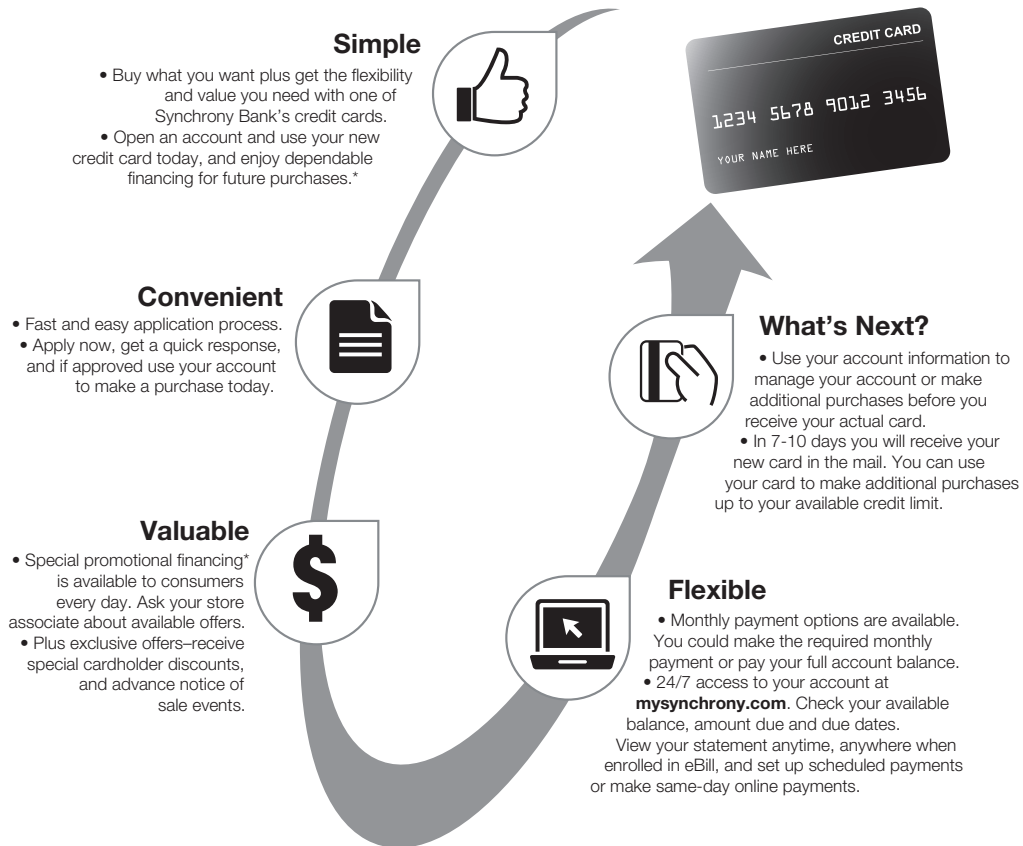 Simple
• Buy what you want plus get the flexibility
and value you need with one of
Synchrony Bank's credit cards.
• Open an account and use your new
credit card today, and enjoy dependable
financing for future purchases.*
Convenient
• Fast and easy application process.
• Apply now, get a quick response,
and if approved use your account
to make a purchase today.
Valuable
• Special promotional financing*
is available to consumers
every day. Ask your store
associate about available offers.
• Plus exclusive offers–receive
special cardholder discounts,
and advance notice of
sale events.
Flexible
• Monthly payment options are available.
You could make the required monthly
payment or pay your full account balance.
• 24/7 access to your account at
mysynchrony.com. Check your available
balance, amount due and due dates.
View your statement anytime, anywhere when
enrolled in eBill, and set up scheduled payments
or make same-day online payments.
What's Next?
• Use your account information to
manage your account or make
additional purchases before you
receive your actual card.
• In 7-10 days you will receive your
new card in the mail. You can use
your card to make additional purchases
up to your available credit limit.
CREDIT CARD
1234 5678 9012 3456
YOUR NAME HERE
$